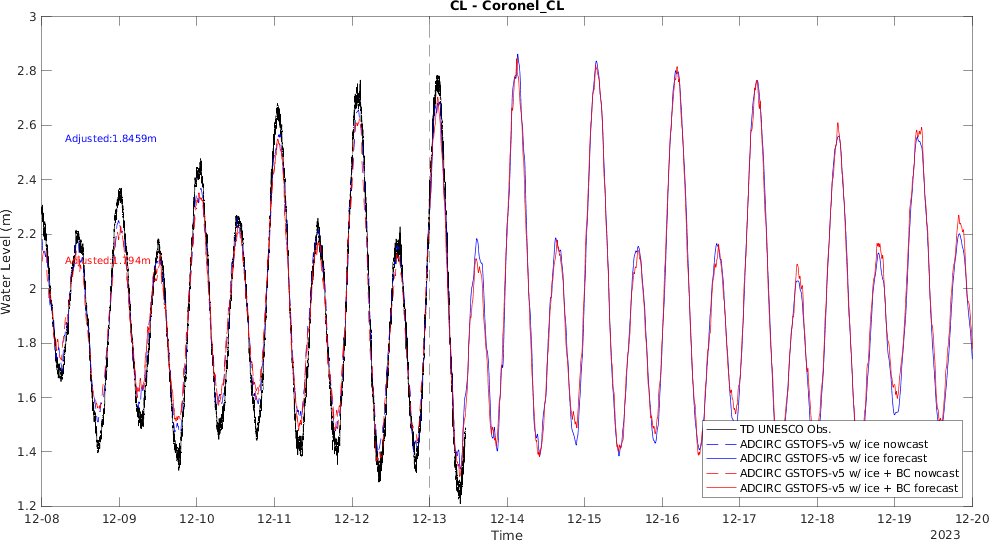 CL - Coronel_CL
3
2.8
2.6
2.4
2.2
2
1.8
1.6
1.4
1.2
Water Level (m)
Adjusted:1.8459m
Adjusted:1.794m
TD UNESCO Obs.
ADCIRC GSTOFS-v5 w/ ice nowcast
ADCIRC GSTOFS-v5 w/ ice forecast
ADCIRC GSTOFS-v5 w/ ice + BC nowcast
ADCIRC GSTOFS-v5 w/ ice + BC forecast
12-08 12-09 12-10 12-11 12-12 12-13 12-14 12-15 12-16 12-17 12-18 12-19 12-20
Time
2023